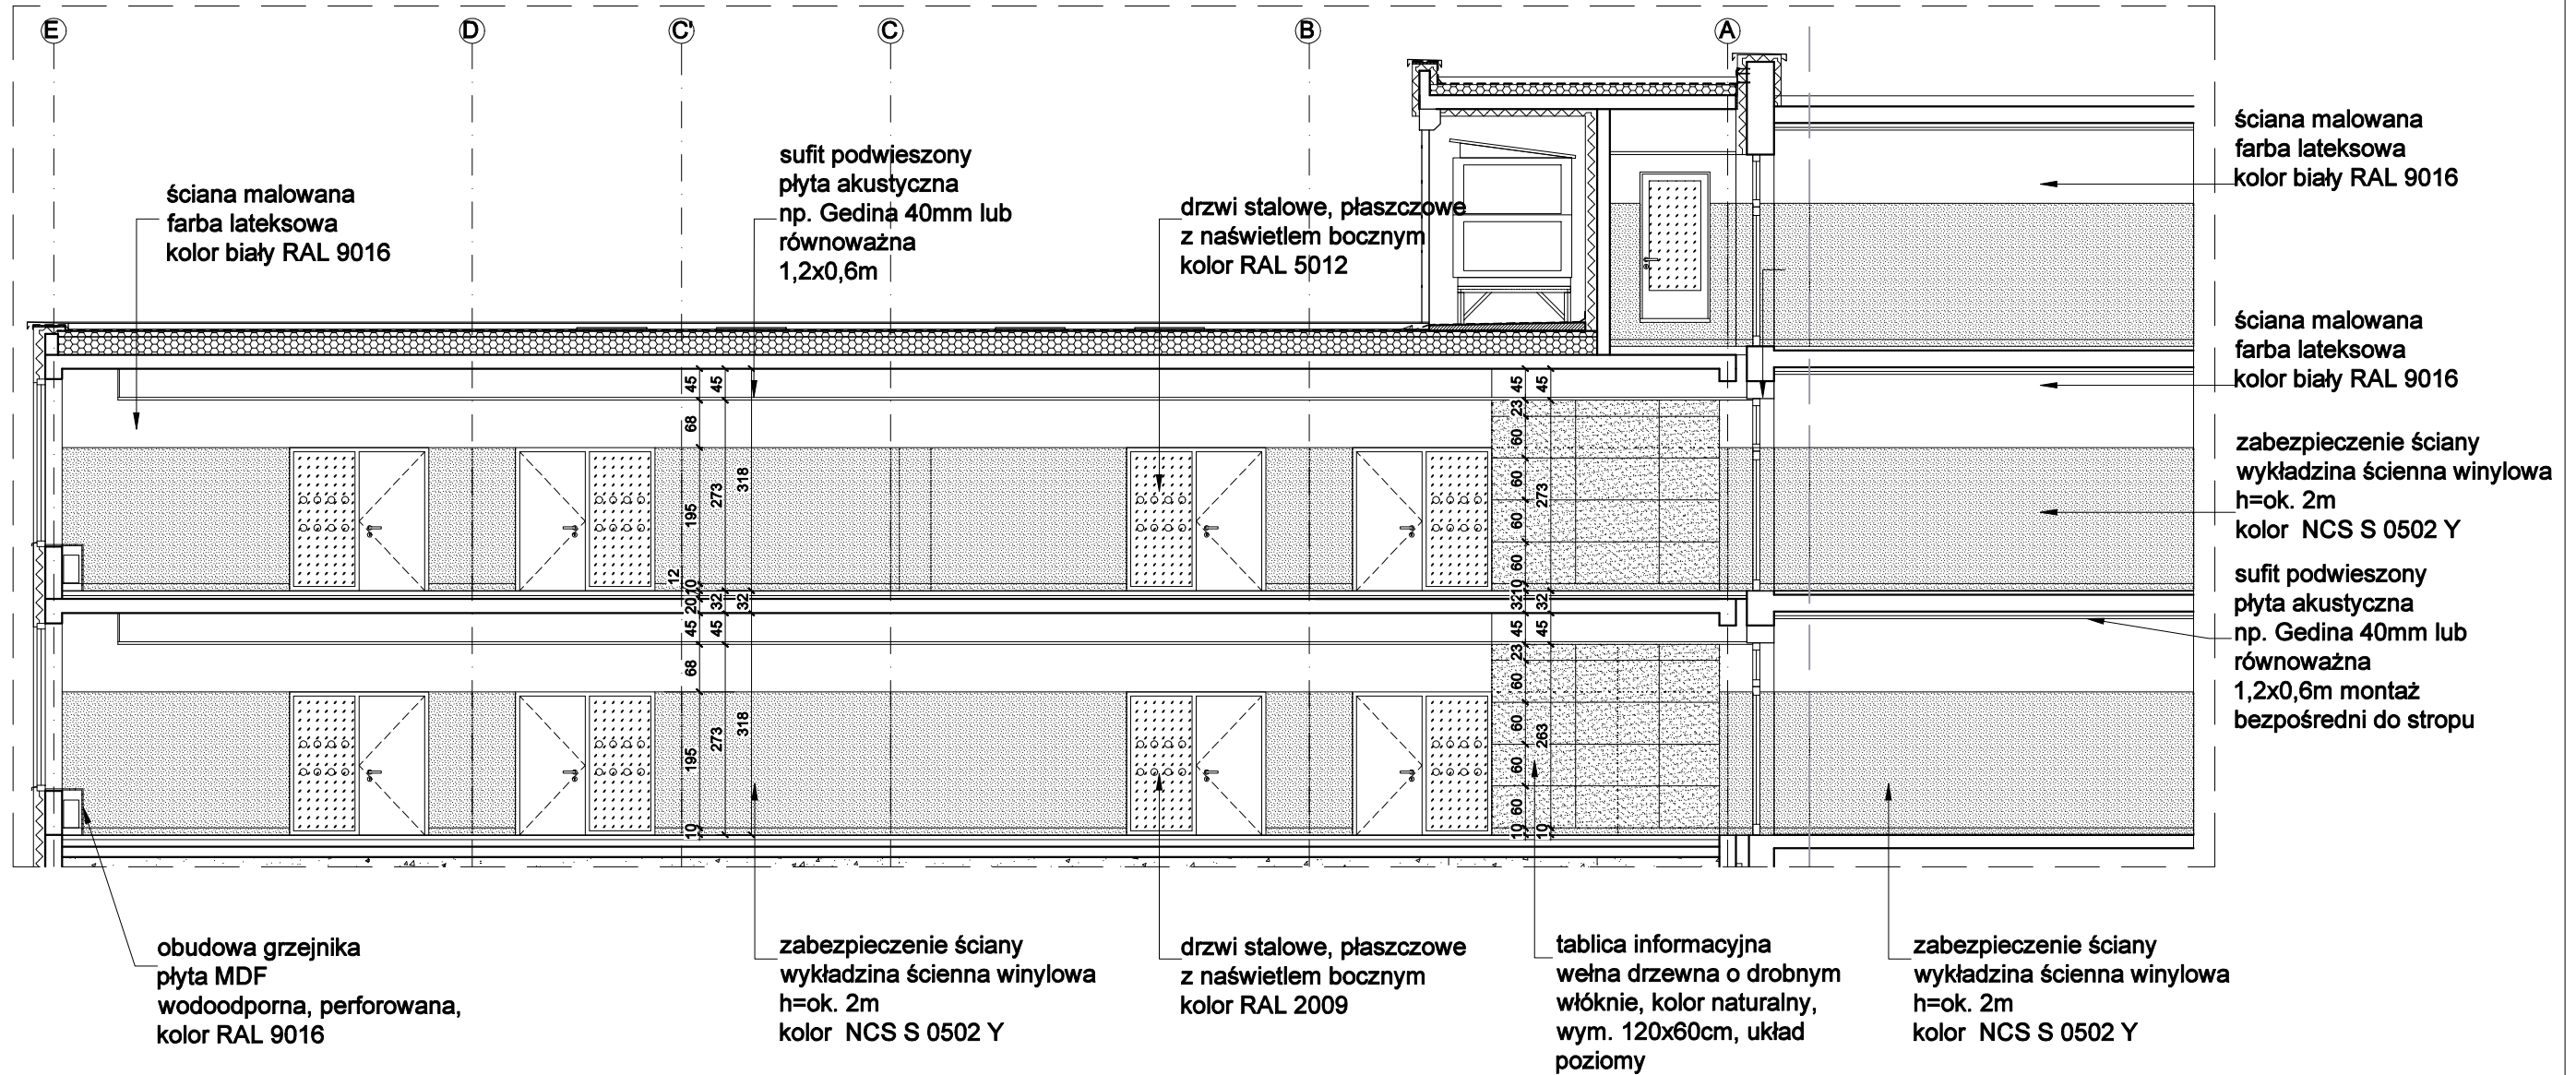 E
D
C'
C
B
A
ściana malowana
farba lateksowa
kolor biały RAL 9016
sufit podwieszony
płyta akustyczna
np. Gedina 40mm lub
równoważna
1,2x0,6m
drzwi stalowe, płaszczowe
z naświetlem bocznym
kolor RAL 5012
ściana malowana
farba lateksowa
kolor biały RAL 9016
ściana malowana
farba lateksowa
kolor biały RAL 9016
zabezpieczenie ściany
wykładzina ścienna winylowa
h=ok. 2m
kolor NCS S 0502 Y
sufit podwieszony
płyta akustyczna
np. Gedina 40mm lub
równoważna
1,2x0,6m montaż
bezpośredni do stropu
45
68
195
12
10
20
45
68
195
10
45
273
32
45
273
318
32
318
45
23
60
60
60
60
10
32
45
23
60
60
60
60
10
45
273
32
45
263
10
obudowa grzejnika
płyta MDF
wodoodporna, perforowana,
kolor RAL 9016
zabezpieczenie ściany
wykładzina ścienna winylowa
h=ok. 2m
kolor NCS S 0502 Y
drzwi stalowe, płaszczowe
z naświetlem bocznym
kolor RAL 2009
tablica informacyjna
wełna drzewna o drobnym
włóknie, kolor naturalny,
wym. 120x60cm, układ
poziomy
zabezpieczenie ściany
wykładzina ścienna winylowa
h=ok. 2m
kolor NCS S 0502 Y